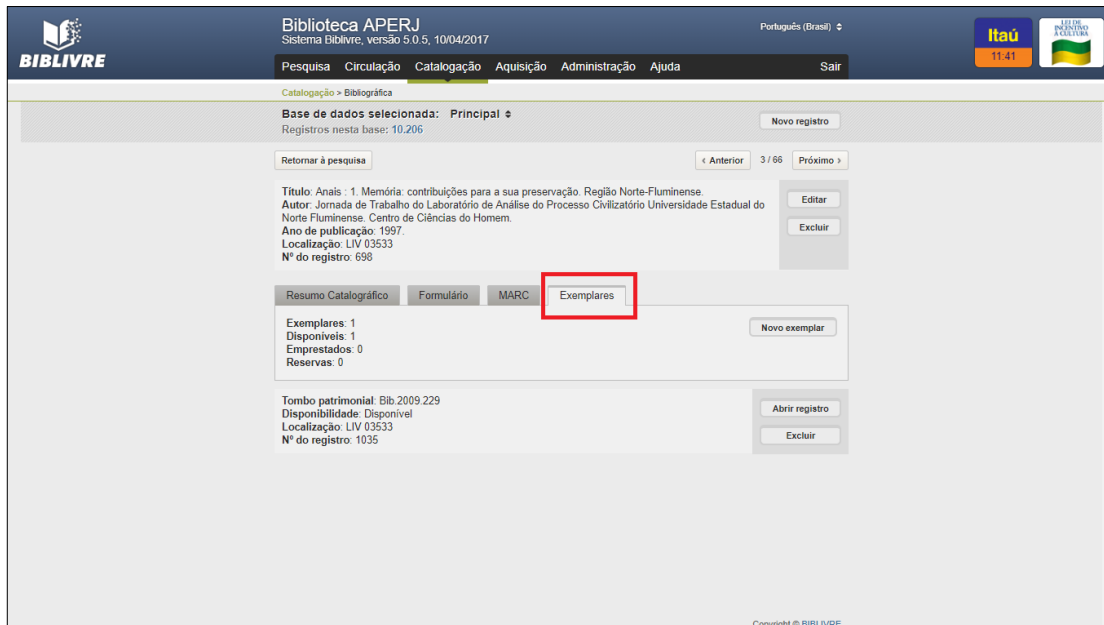 BIBLIVRE
Biblioteca APERJ
Sistema Biblivre, versão 5.0.5, 10/04/2017
Português (Brasil)
Itaú
11:41
LEI DE
INCENTIVO
À CULTURA
Pesquisa Circulação Catalogação Aquisição Administração Ajuda Sair
Catalogação > Bibliográfica
Base de dados selecionada: Principal
Registros nesta base: 10.206
Novo registro
Retornar à pesquisa
‹ Anterior 3 / 66 Próximo ›
Título: Anais : 1. Memória: contribuições para a sua preservação. Região Norte-Fluminense.
Autor: Jornada de Trabalho do Laboratório de Análise do Processo Civilizatório Universidade Estadual do
Norte Fluminense. Centro de Ciências do Homem.
Ano de publicação: 1997.
Localização: LIV 03533
Nº do registro: 698
Editar
Excluir
Resumo Catalográfico Formulário MARC Exemplares
Exemplares: 1
Disponíveis: 1
Emprestados: 0
Reservas: 0
Novo exemplar
Tombo patrimonial: Bib.2009.229
Disponibilidade: Disponível
Localização: LIV 03533
Nº do registro: 1035
Abrir registro
Excluir
Copyright © BIBLIVRE